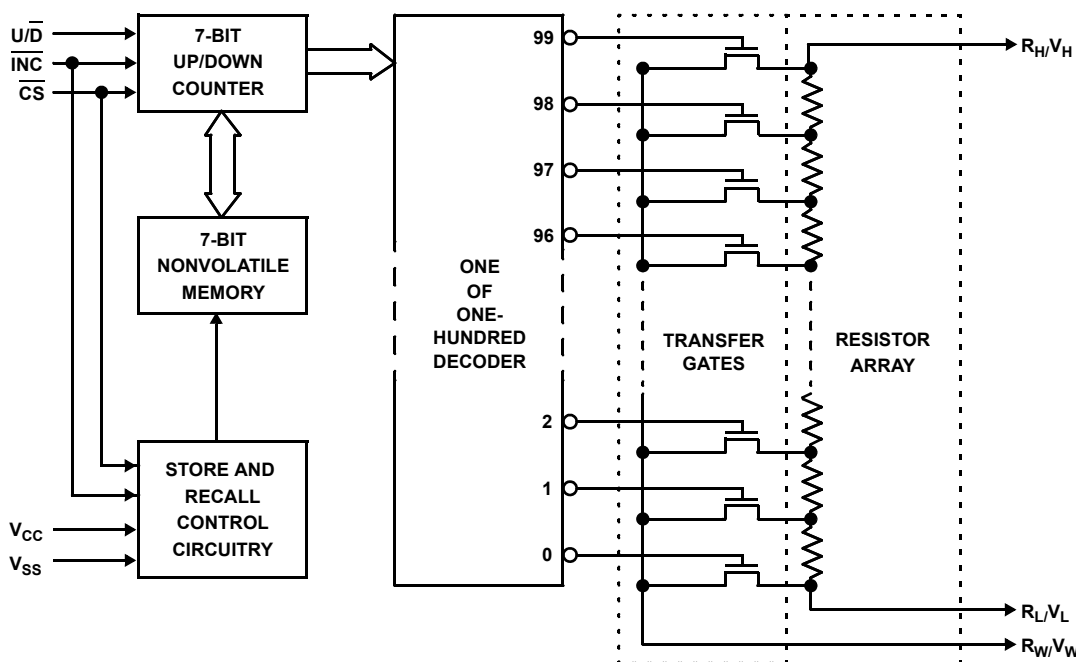 U/D̅
I̅N̅C̅
C̅S̅
7-BIT
UP/DOWN
COUNTER
7-BIT
NONVOLATILE
MEMORY
STORE AND
RECALL
CONTROL
CIRCUITRY
VCC
VSS
ONE
OF
ONE-
HUNDRED
DECODER
99
98
97
96
2
1
0
TRANSFER
GATES
RESISTOR
ARRAY
RH/VH
RL/VL
RW/VW